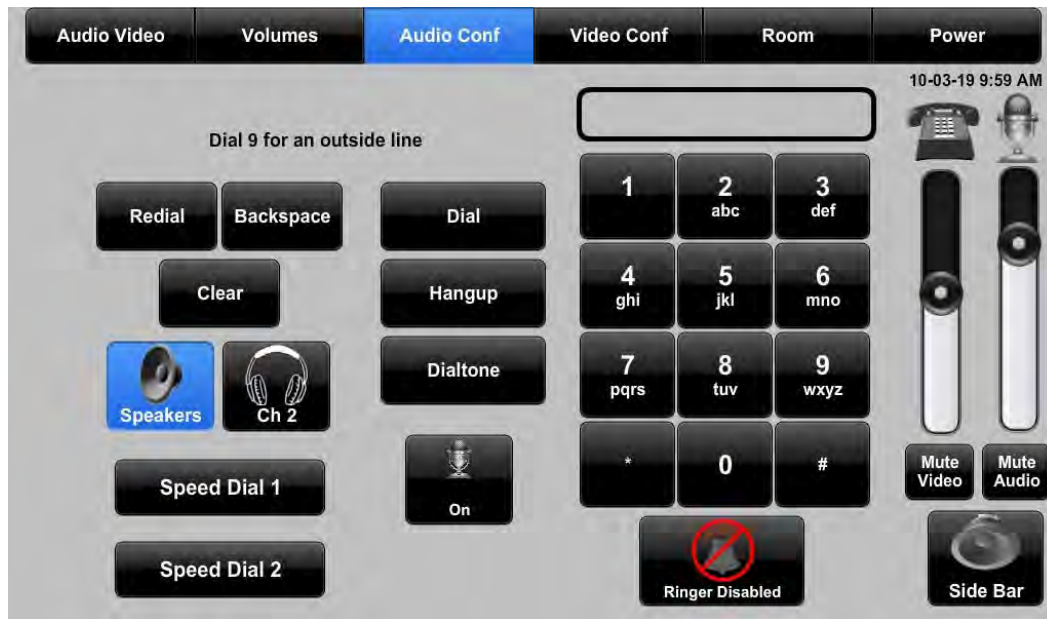 Audio Video
Volumes
Audio Conf
Video Conf
Room
Power
10-03-19 9:59 AM
Dial 9 for an outside line
Redial
Backspace
Clear
Speakers
Ch 2
Speed Dial 1
Speed Dial 2
Dial
Hangup
Dialtone
On
1
2
abc
3
def
4
ghi
5
jkl
6
mno
7
pqrs
8
tuv
9
wxyz
*
0
#
Ringer Disabled
Mute
Video
Mute
Audio
Side Bar